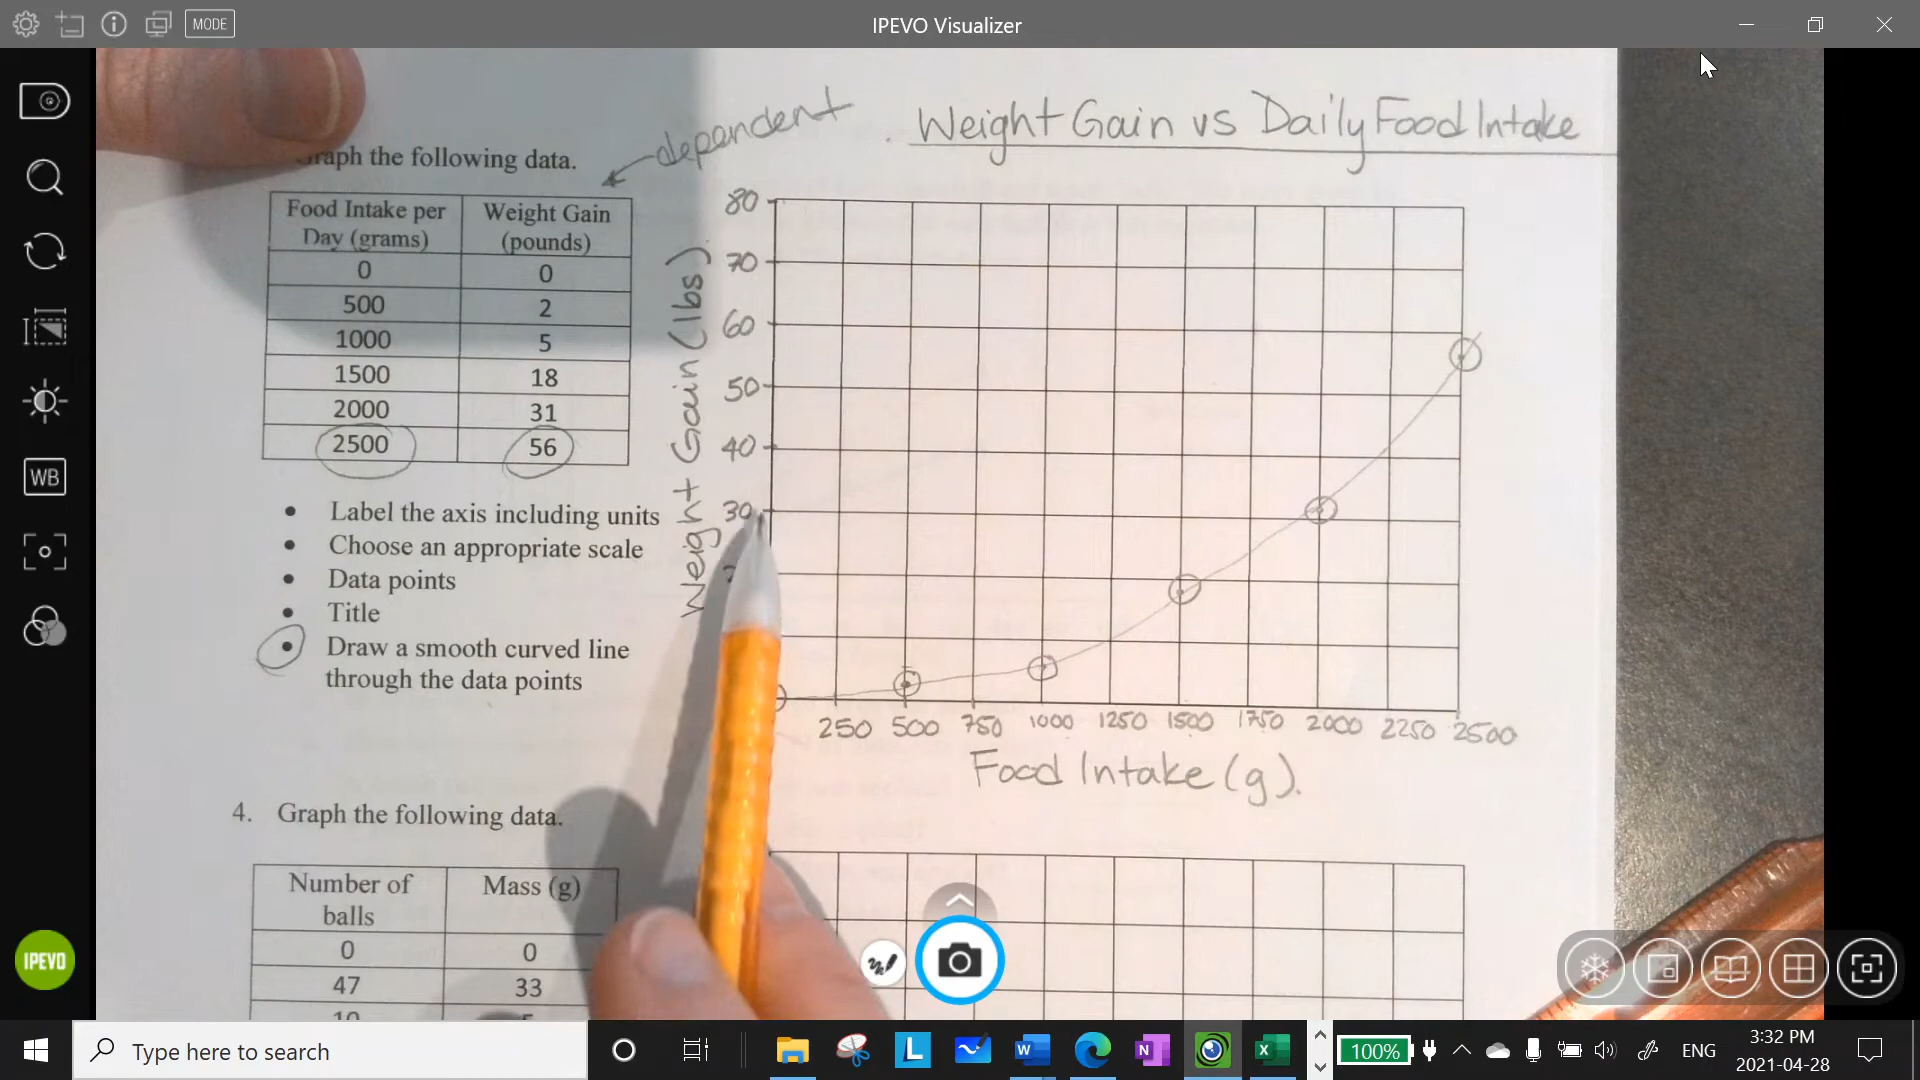 MODE
IPEVO Visualizer
dependent
Weight Gain vs Daily Food Intake
Graph the following data.
Food Intake per Day (grams) Weight Gain (pounds)
0 0
500 2
1000 5
1500 18
2000 31
2500 56
80
70
60
50
40
30
Weight Gain (lbs)
250 500 750 1000 1250 1500 1750 2000 2250 2500
Food Intake (g).
• Label the axis including units
• Choose an appropriate scale
• Data points
• Title
• Draw a smooth curved line
through the data points
4. Graph the following data.
Number of balls Mass (g)
0 0
47 33
WB
IPEVO
Type here to search
100%
ENG
3:32 PM
2021-04-28